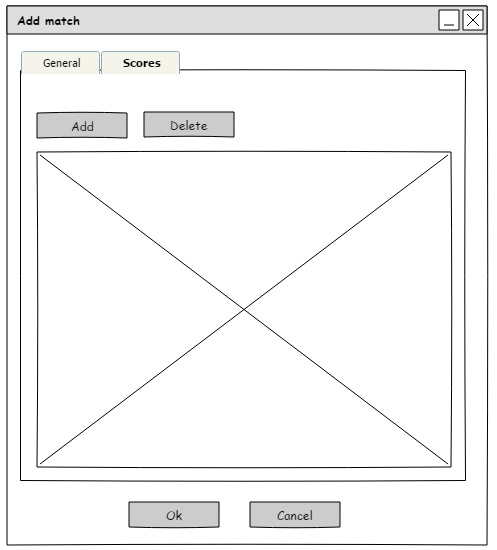 Add match
General Scores
Add Delete
Ok Cancel